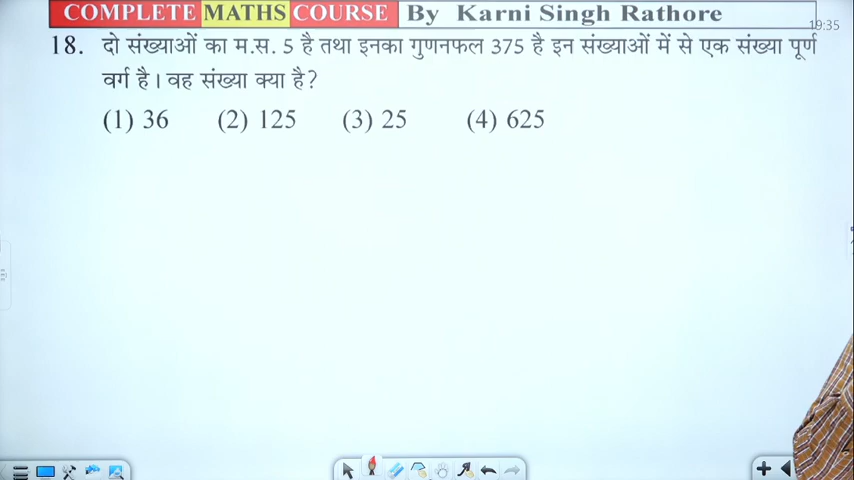 COMPLETE MATHS COURSE By Karni Singh Rathore
19:35
18. दो संख्याओं का म.स. 5 है तथा इनका गुणनफल 375 है इन संख्याओं में से एक संख्या पूर्ण
वर्ग है। वह संख्या क्या है?
(1) 36 (2) 125 (3) 25 (4) 625